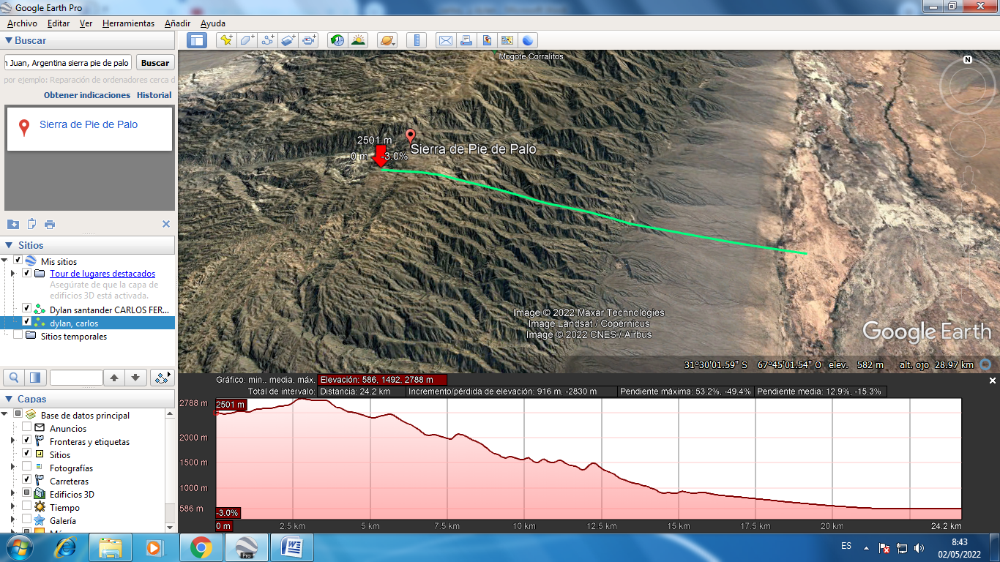 Google Earth Pro
Archivo Editar Ver Herramientas Añadir Ayuda
Buscar
n Juan, Argentina sierra pie de palo Buscar
por ejemplo: Reparación de ordenadores cerca d
Obtener indicaciones Historial
Sierra de Pie de Palo
Sitios
Mis sitios
Tour de lugares destacados
Asegúrate de que la capa de
edificios 3D está activada.
Dylan santander CARLOS FER...
dylan, carlos
Sitios temporales
Capas
Base de datos principal
Anuncios
Fronteras y etiquetas
Sitios
Fotografías
Carreteras
Edificios 3D
Tiempo
Galería
Mogote Corralitos
N
2501 m
0 m -3.0%
Sierra de Pie de Palo
Image © 2022 Maxar Technologies
Image Landsat / Copernicus
Image © 2022 CNES / Airbus
Google Earth
31°30'01.59" S 67°45'01.54" O elev. 582 m alt. ojo 28.97 km
Gráfico: min., media, máx. Elevación: 586, 1492, 2788 m
Total de intervalo: Distancia: 24.2 km Incremento/pérdida de elevación: 916 m. -2830 m Pendiente máxima: 53.2%, -49.4% Pendiente media: 12.9%, -15.3%
2788 m 2501 m
2000 m
1500 m
1000 m
586 m
-3.0%
0 m 2.5 km 5 km 7.5 km 10 km 12.5 km 15 km 17.5 km 20 km 24.2 km
Pro
ES
8:43
02/05/2022